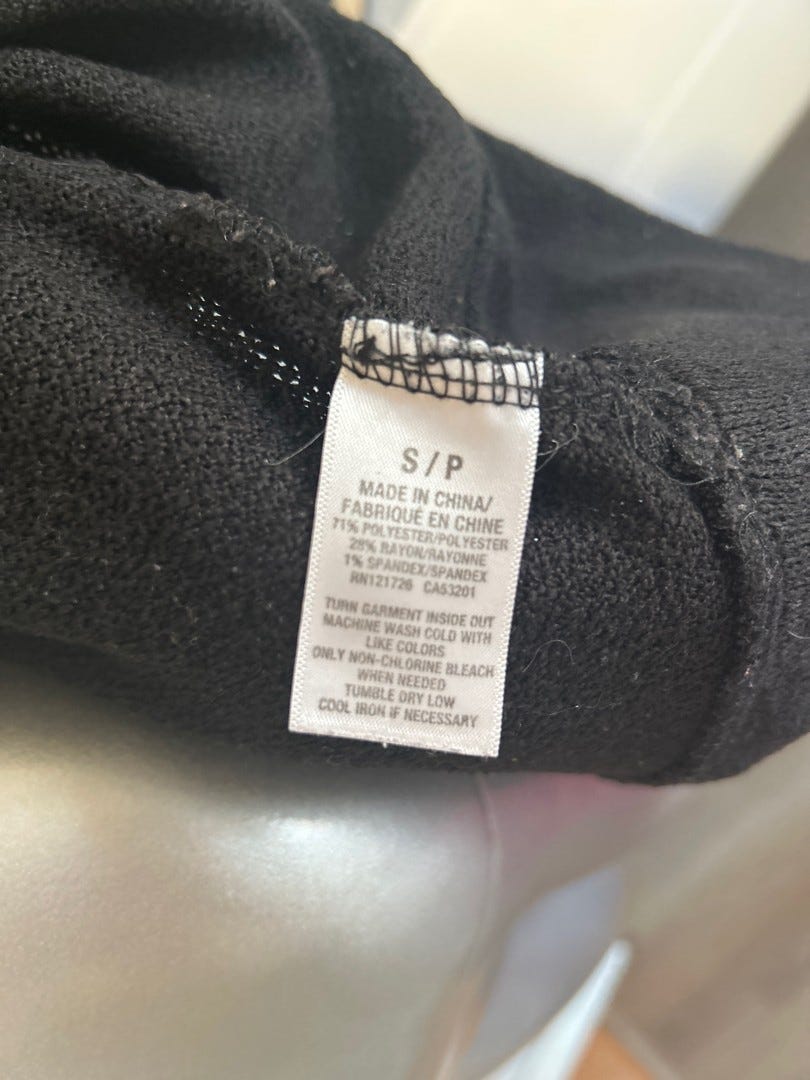 S/P
MADE IN CHINA/
FABRIQUÉ EN CHINE
71% POLYESTER/POLYESTER
28% RAYON/RAYONNE
1% SPANDEX/SPANDEX
RN121726 CA53201
TURN GARMENT INSIDE OUT
MACHINE WASH COLD WITH
LIKE COLORS
ONLY NON-CHLORINE BLEACH
WHEN NEEDED
TUMBLE DRY LOW
COOL IRON IF NECESSARY